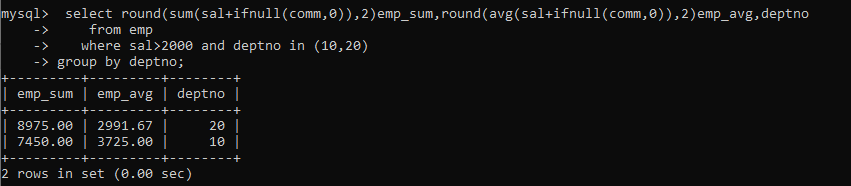 mysql>  select round(sum(sal+ifnull(comm,0)),2)emp_sum,round(avg(sal+ifnull(comm,0)),2)emp_avg,deptno
    ->     from emp
    ->    where sal>2000 and deptno in (10,20)
    -> group by deptno;
+---------+---------+--------+
| emp_sum | emp_avg | deptno |
+---------+---------+--------+
| 8975.00 | 2991.67 |     20 |
| 7450.00 | 3725.00 |     10 |
+---------+---------+--------+
2 rows in set (0.00 sec)